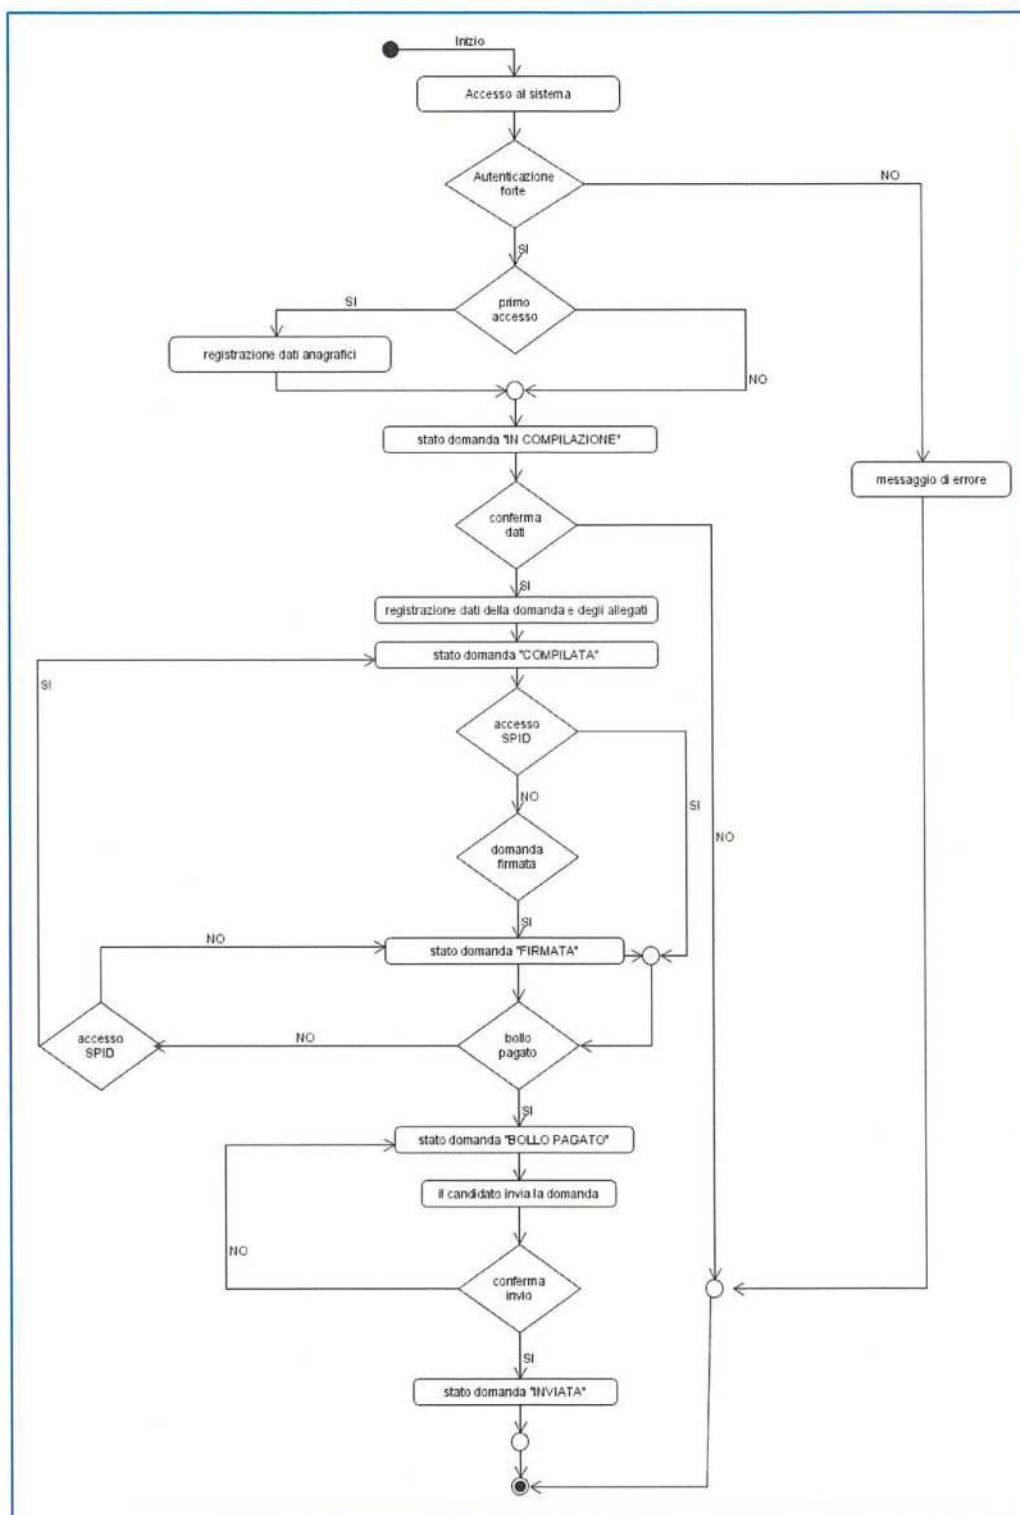 Inizio
Accesso al sistema
Autenticazione
forte
NO
SI
primo
accesso
SI
NO
registrazione dati anagrafici
stato domanda "IN COMPILAZIONE"
messaggio di errore
conferma
dati
SI
NO
registrazione dati della domanda e degli allegati
stato domanda "COMPILATA"
SI
accesso
SPID
NO
SI
domanda
firmata
SI
NO
stato domanda "FIRMATA"
accesso
SPID
NO
bollo
pagato
SI
stato domanda "BOLLO PAGATO"
il candidato invia la domanda
NO
conferma
invio
SI
stato domanda "INVIATA"